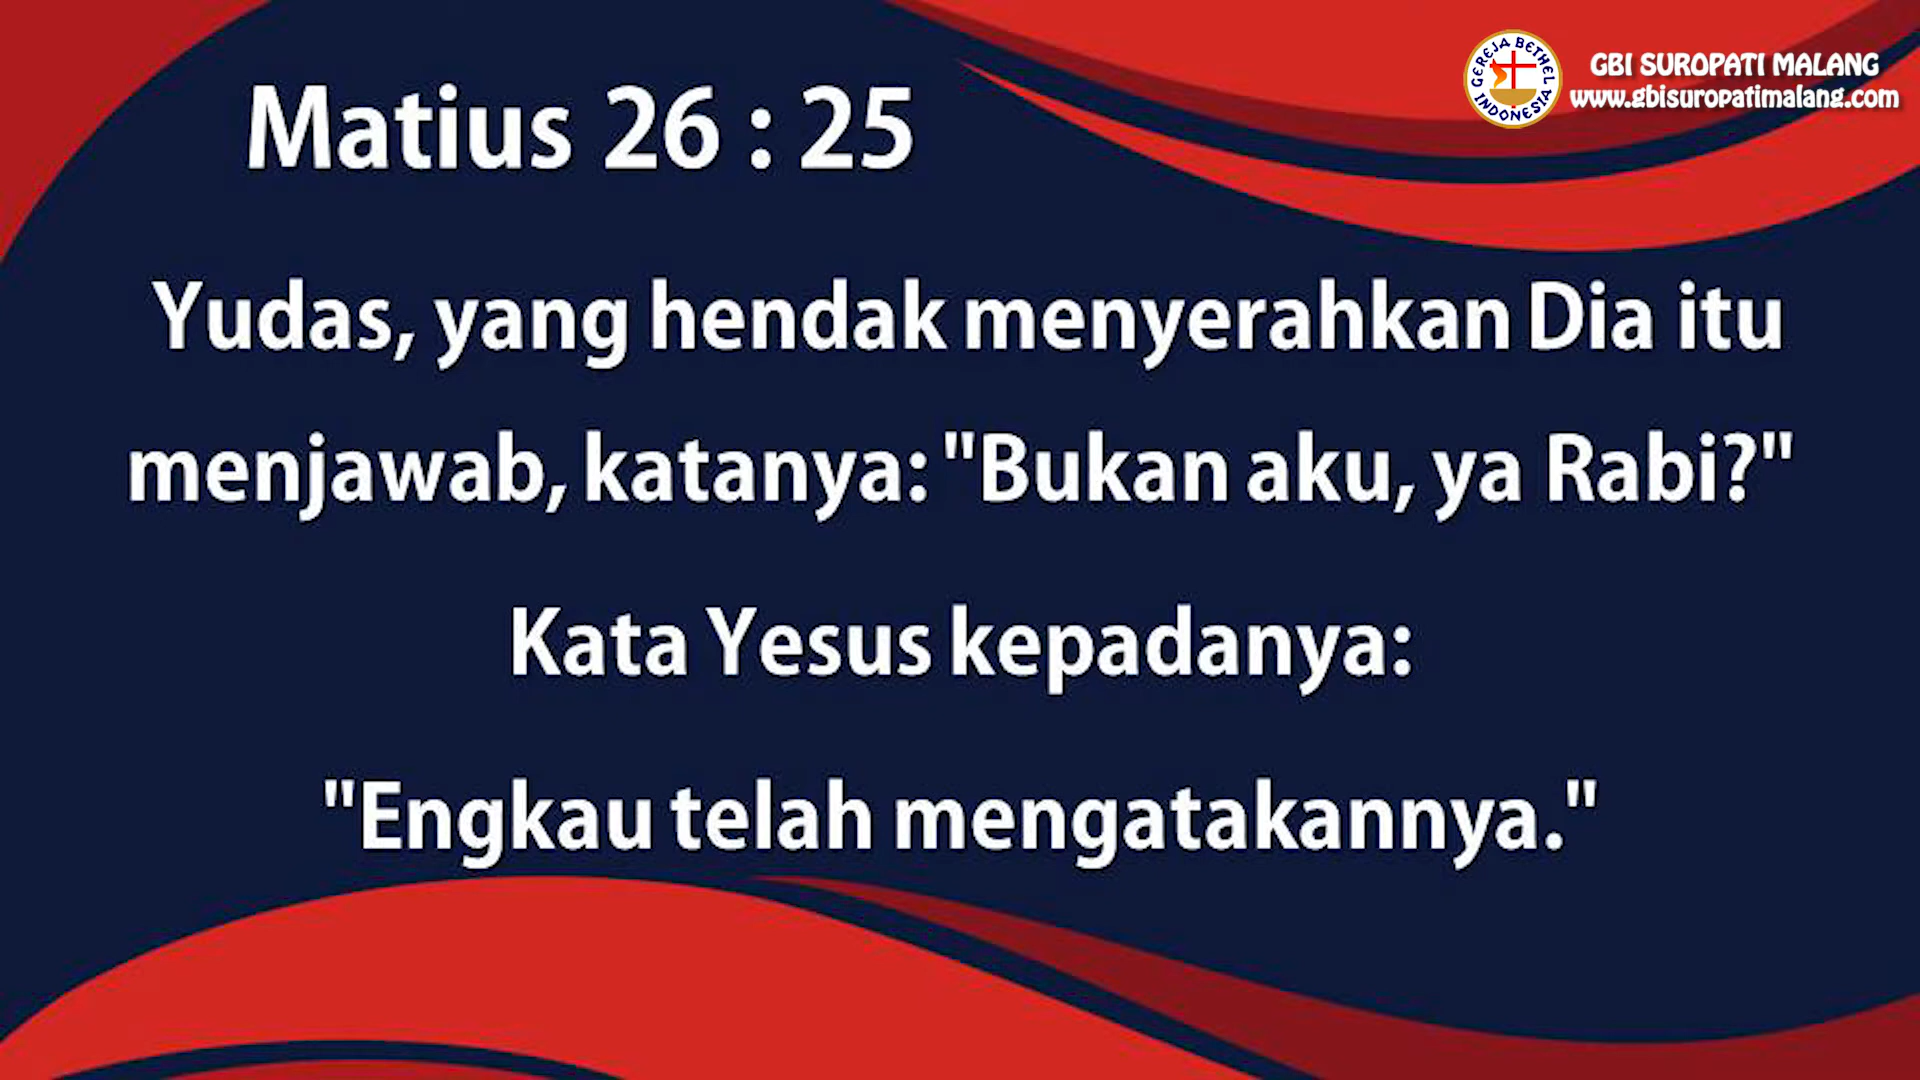 GEREJA BETHEL INDONESIA
GBI SUROPATI MALANG
www.gbisuropatimalang.com
Matius 26 : 25
Yudas, yang hendak menyerahkan Dia itu
menjawab, katanya: "Bukan aku, ya Rabi?"
Kata Yesus kepadanya:
"Engkau telah mengatakannya."